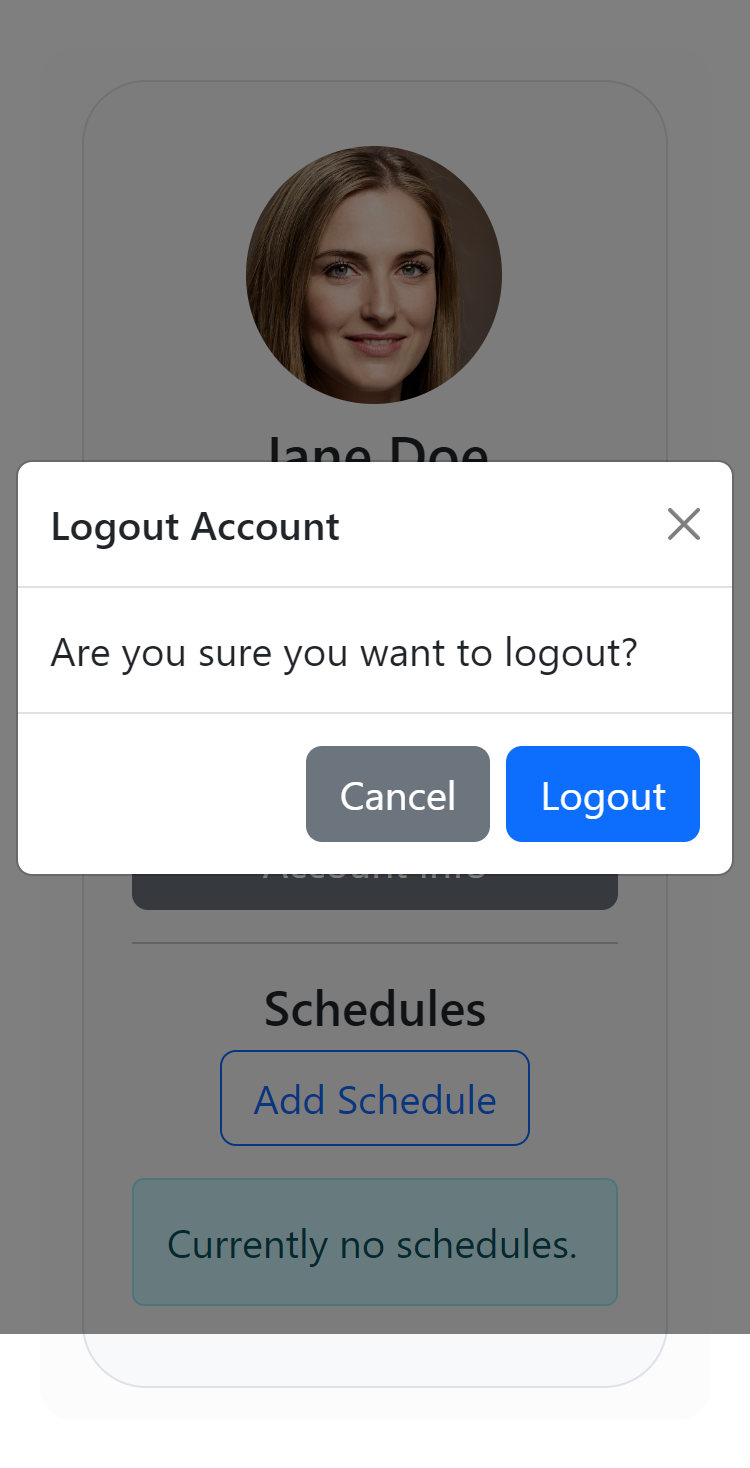 Jane Doe
Logout Account
Are you sure you want to logout?
Cancel Logout
Account Info
Schedules
Add Schedule
Currently no schedules.